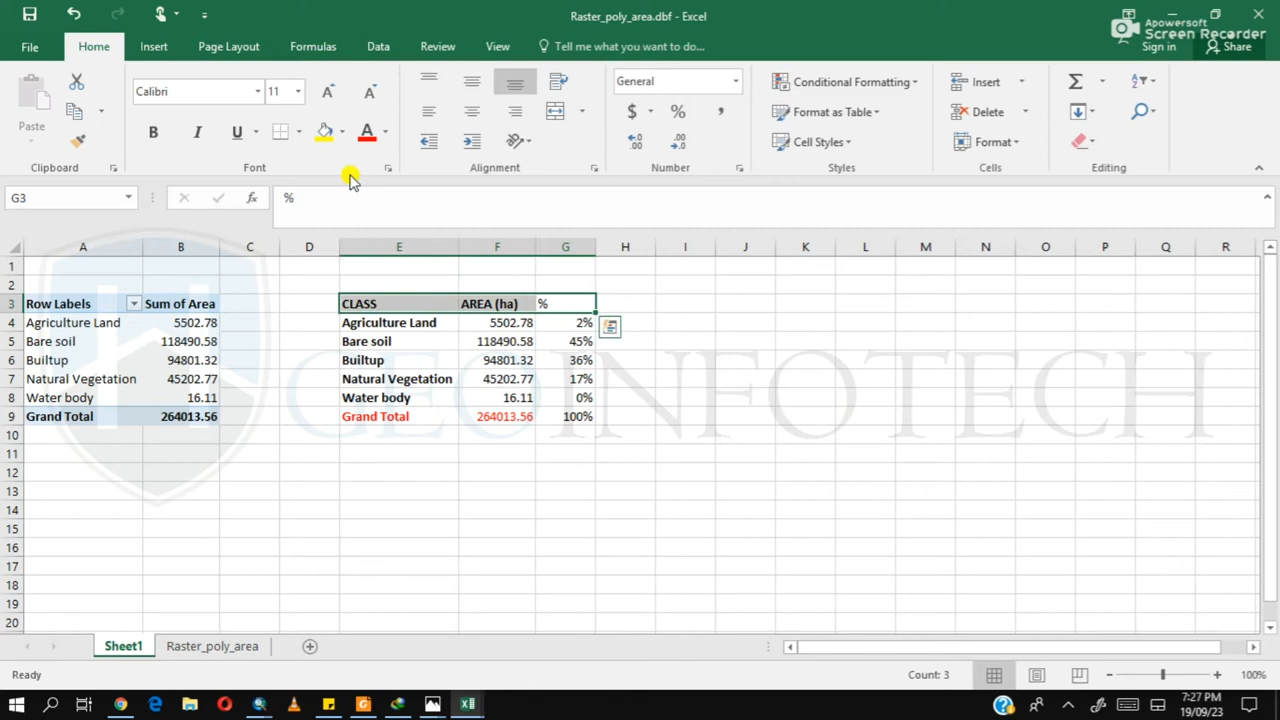 Raster_poly_area.dbf - Excel
Apowersoft
Screen Recorder
File Home Insert Page Layout Formulas Data Review View Tell me what you want to do... Sign in Share
Paste
Calibri 11
B I U A A A
General
$ % ,
Conditional Formatting
Format as Table
Cell Styles
Insert
Delete
Format
Clipboard Font Alignment Number Styles Cells Editing
G3 fx %
A B C D E F G H I J K L M N O P Q R
1
2
3 Row Labels Sum of Area CLASS AREA (ha) %
4 Agriculture Land 5502.78 Agriculture Land 5502.78 2%
5 Bare soil 118490.58 Bare soil 118490.58 45%
6 Builtup 94801.32 Builtup 94801.32 36%
7 Natural Vegetation 45202.77 Natural Vegetation 45202.77 17%
8 Water body 16.11 Water body 16.11 0%
9 Grand Total 264013.56 Grand Total 264013.56 100%
GEOINFOTECH
10
11
12
13
14
15
16
17
18
19
20
Sheet1 Raster_poly_area
Ready Count: 3 100%
7:27 PM
19/09/23